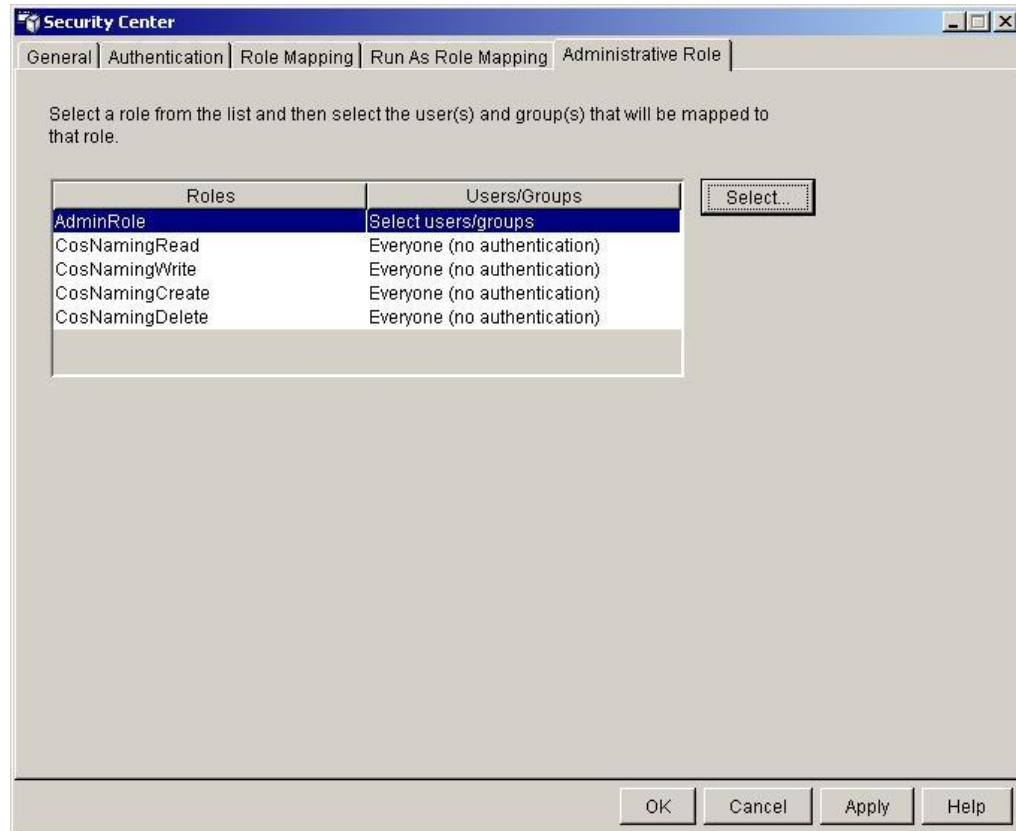 Security Center
General Authentication Role Mapping Run As Role Mapping Administrative Role
Select a role from the list and then select the user(s) and group(s) that will be mapped to
that role.
Roles Users/Groups Select...
AdminRole Select users/groups
CosNamingRead Everyone (no authentication)
CosNamingWrite Everyone (no authentication)
CosNamingCreate Everyone (no authentication)
CosNamingDelete Everyone (no authentication)
OK Cancel Apply Help